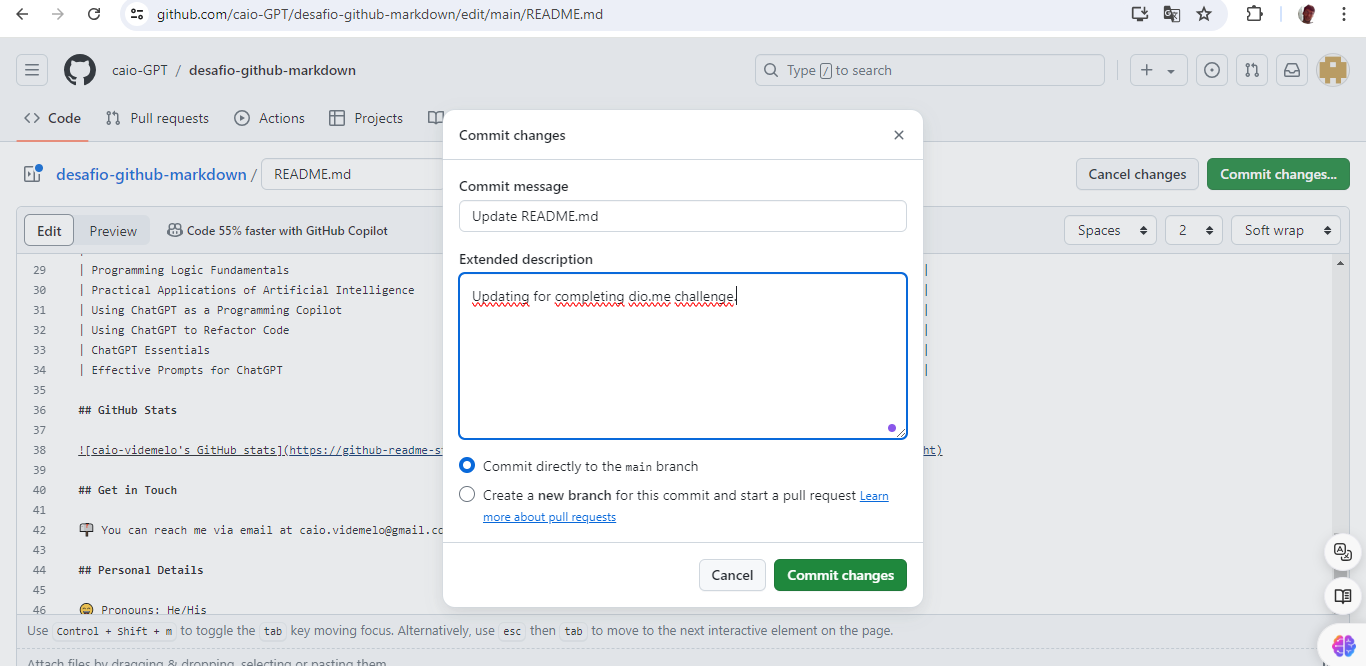 github.com/caio-GPT/desafio-github-markdown/edit/main/README.md
caio-GPT / desafio-github-markdown
Type / to search
<> Code
Pull requests
Actions
Projects
desafio-github-markdown / README.md
Cancel changes
Commit changes...
Edit
Preview
Code 55% faster with GitHub Copilot
Spaces
2
Soft wrap
29 | Programming Logic Fundamentals |
30 | Practical Applications of Artificial Intelligence |
31 | Using ChatGPT as a Programming Copilot |
32 | Using ChatGPT to Refactor Code |
33 | ChatGPT Essentials |
34 | Effective Prompts for ChatGPT |
35
36 ## GitHub Stats
37
38 ![caio-videmelo's GitHub stats](https://github-readme-s ht)
39
40 ## Get in Touch
41
42 📫 You can reach me via email at caio.videmelo@gmail.co
43
44 ## Personal Details
45
46 😄 Pronouns: He/His
Commit changes
Commit message
Update README.md
Extended description
Updating for completing dio.me challenge.
Commit directly to the main branch
Create a new branch for this commit and start a pull request Learn
more about pull requests
Cancel
Commit changes
Use Control + Shift + m to toggle the tab key moving focus. Alternatively, use esc then tab to move to the next interactive element on the page.
Attach files by dragging & dropping, selecting or pasting them.